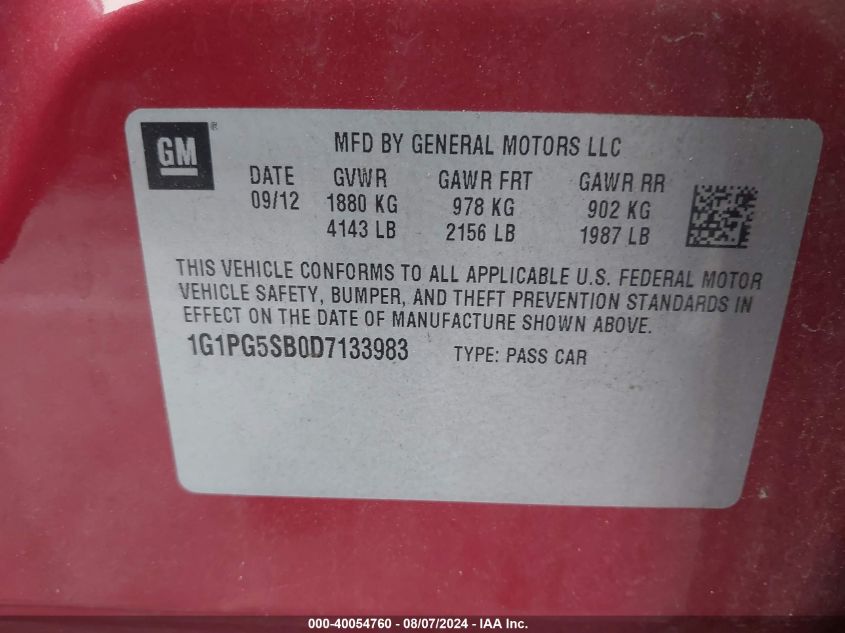 GM ®
MFD BY GENERAL MOTORS LLC
DATE GVWR GAWR FRT GAWR RR
09/12 1880 KG 978 KG 902 KG
4143 LB 2156 LB 1987 LB
THIS VEHICLE CONFORMS TO ALL APPLICABLE U.S. FEDERAL MOTOR
VEHICLE SAFETY, BUMPER, AND THEFT PREVENTION STANDARDS IN
EFFECT ON THE DATE OF MANUFACTURE SHOWN ABOVE.
1G1PG5SB0D7133983 TYPE: PASS CAR
000-40054760 - 08/07/2024 - IAA Inc.